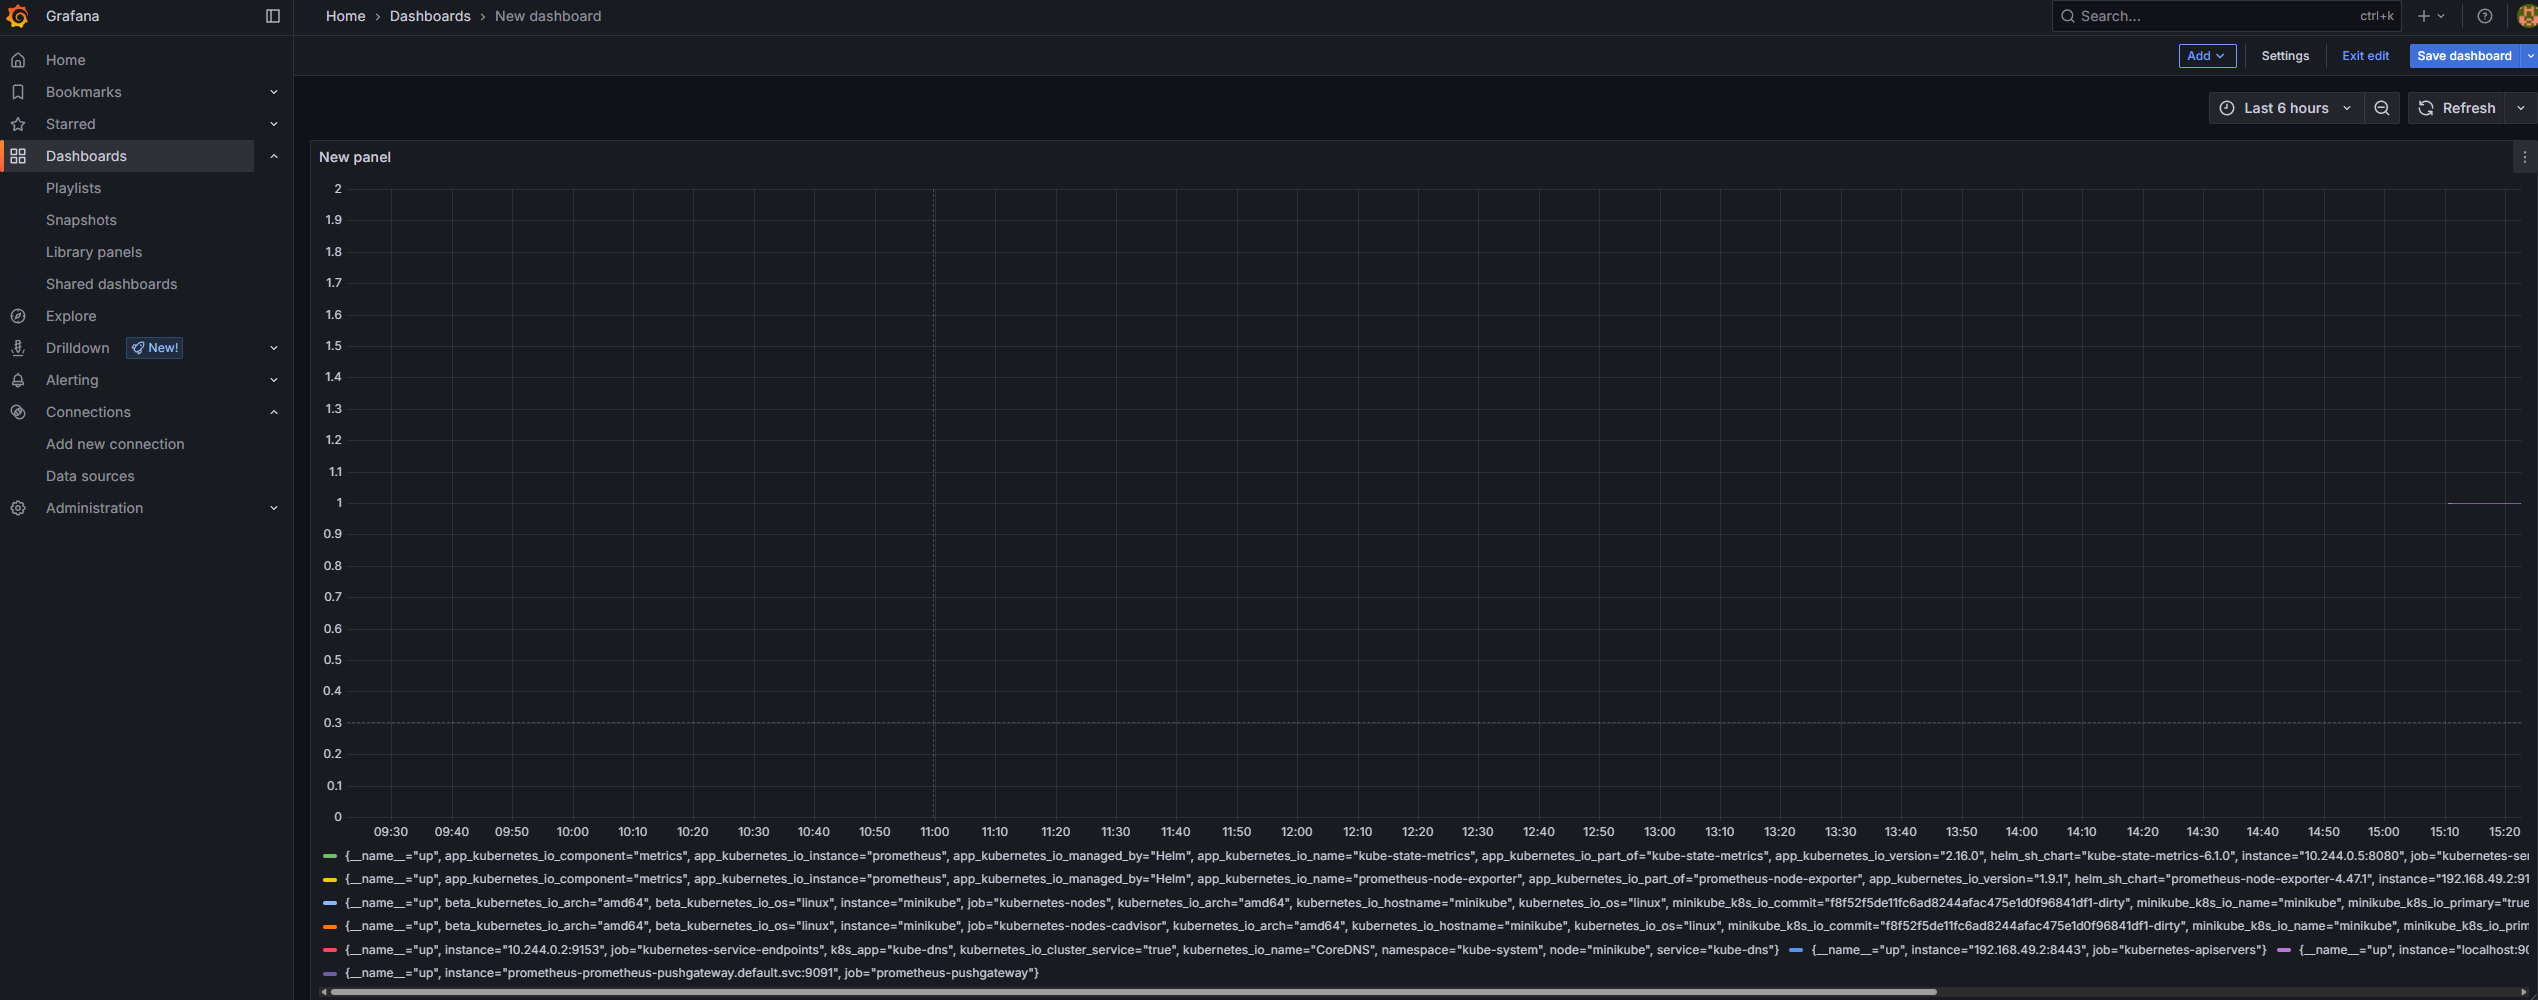 Grafana
Home › Dashboards › New dashboard
Search...
ctrl+k
Add
Settings
Exit edit
Save dashboard
Home
Bookmarks
Starred
Dashboards
Playlists
Snapshots
Library panels
Shared dashboards
Explore
Drilldown
New!
Alerting
Connections
Add new connection
Data sources
Administration
Last 6 hours
Refresh
New panel
2
1.9
1.8
1.7
1.6
1.5
1.4
1.3
1.2
1.1
1
0.9
0.8
0.7
0.6
0.5
0.4
0.3
0.2
0.1
0
09:30 09:40 09:50 10:00 10:10 10:20 10:30 10:40 10:50 11:00 11:10 11:20 11:30 11:40 11:50 12:00 12:10 12:20 12:30 12:40 12:50 13:00 13:10 13:20 13:30 13:40 13:50 14:00 14:10 14:20 14:30 14:40 14:50 15:00 15:10 15:20
{__name__="up", app_kubernetes_io_component="metrics", app_kubernetes_io_instance="prometheus", app_kubernetes_io_managed_by="Helm", app_kubernetes_io_name="kube-state-metrics", app_kubernetes_io_part_of="kube-state-metrics", app_kubernetes_io_version="2.16.0", helm_sh_chart="kube-state-metrics-6.1.0", instance="10.244.0.5:8080", job="kubernetes-ser
{__name__="up", app_kubernetes_io_component="metrics", app_kubernetes_io_instance="prometheus", app_kubernetes_io_managed_by="Helm", app_kubernetes_io_name="prometheus-node-exporter", app_kubernetes_io_part_of="prometheus-node-exporter", app_kubernetes_io_version="1.9.1", helm_sh_chart="prometheus-node-exporter-4.47.1", instance="192.168.49.2:91
{__name__="up", beta_kubernetes_io_arch="amd64", beta_kubernetes_io_os="linux", instance="minikube", job="kubernetes-nodes", kubernetes_io_arch="amd64", kubernetes_io_hostname="minikube", kubernetes_io_os="linux", minikube_k8s_io_commit="f8f52f5de11fc6ad8244afac475e1d0f96841df1-dirty", minikube_k8s_io_name="minikube", minikube_k8s_io_primary="true
{__name__="up", beta_kubernetes_io_arch="amd64", beta_kubernetes_io_os="linux", instance="minikube", job="kubernetes-nodes-cadvisor", kubernetes_io_arch="amd64", kubernetes_io_hostname="minikube", kubernetes_io_os="linux", minikube_k8s_io_commit="f8f52f5de11fc6ad8244afac475e1d0f96841df1-dirty", minikube_k8s_io_name="minikube", minikube_k8s_io_prim
{__name__="up", instance="10.244.0.2:9153", job="kubernetes-service-endpoints", k8s_app="kube-dns", kubernetes_io_cluster_service="true", kubernetes_io_name="CoreDNS", namespace="kube-system", node="minikube", service="kube-dns"} {__name__="up", instance="192.168.49.2:8443", job="kubernetes-apiservers"} {__name__="up", instance="localhost:90
{__name__="up", instance="prometheus-prometheus-pushgateway.default.svc:9091", job="prometheus-pushgateway"}